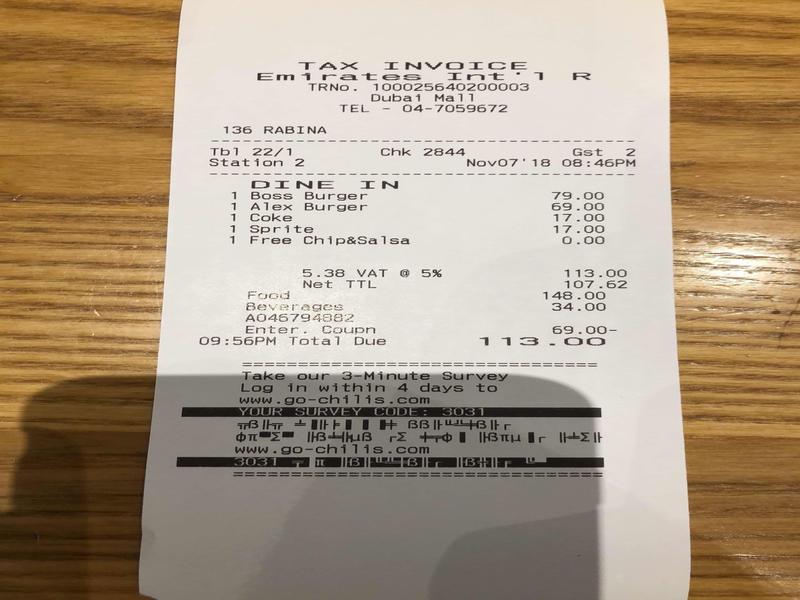 TAX INVOICE
Emirates Int'l R
TRNo. 100025640200003
Dubai Mall
TEL - 04-7059672
136 RABINA
Tbl 22/1 Chk 2844 Gst 2
Station 2 Nov07'18 08:46PM
DINE IN
1 Boss Burger 79.00
1 Alex Burger 69.00
1 Coke 17.00
1 Sprite 17.00
1 Free Chip&Salsa 0.00
5.38 VAT @ 5% 113.00
Net TTL 107.62
Food 148.00
Beverages 34.00
A046794882
Enter. Coupn 69.00-
09:56PM Total Due 113.00
Take our 3-Minute Survey
Log in within 4 days to
www.go-chilis.com
YOUR SURVEY CODE: 3031
www.go-chilis.com
3031